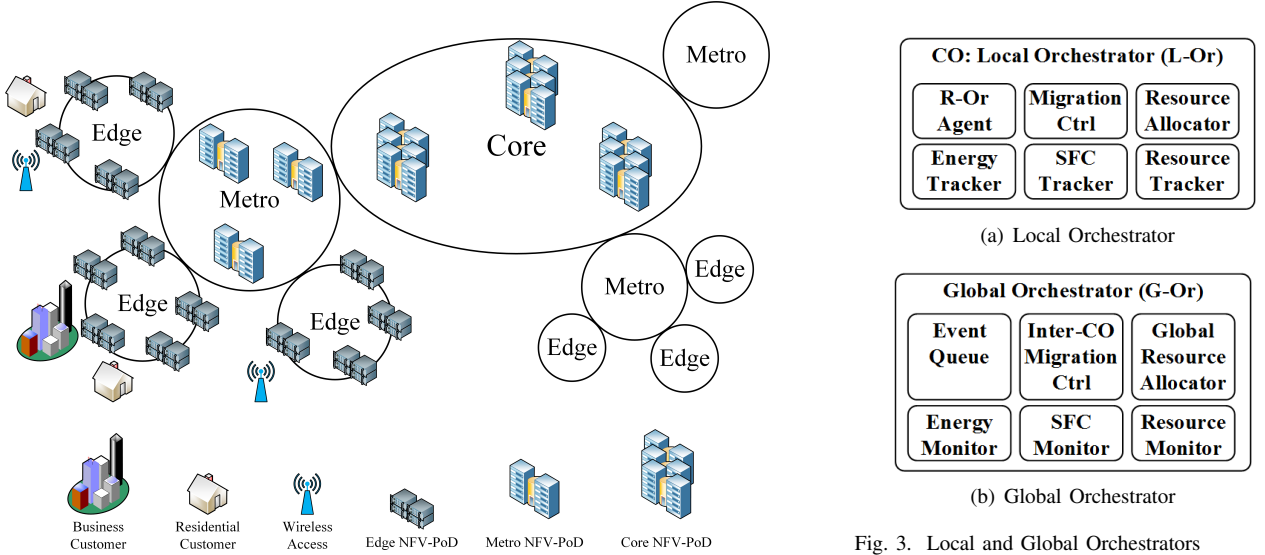 Edge
Metro
Core
Metro
Edge
Edge
Metro
Edge
Edge
Edge
Business
Customer
Residential
Customer
Wireless
Access
Edge NFV-PoD
Metro NFV-PoD
Core NFV-PoD
CO: Local Orchestrator (L-Or)
R-Or
Agent
Migration
Ctrl
Resource
Allocator
Energy
Tracker
SFC
Tracker
Resource
Tracker
(a) Local Orchestrator
Global Orchestrator (G-Or)
Event
Queue
Inter-CO
Migration
Ctrl
Global
Resource
Allocator
Energy
Monitor
SFC
Monitor
Resource
Monitor
(b) Global Orchestrator
Fig. 3. Local and Global Orchestrators